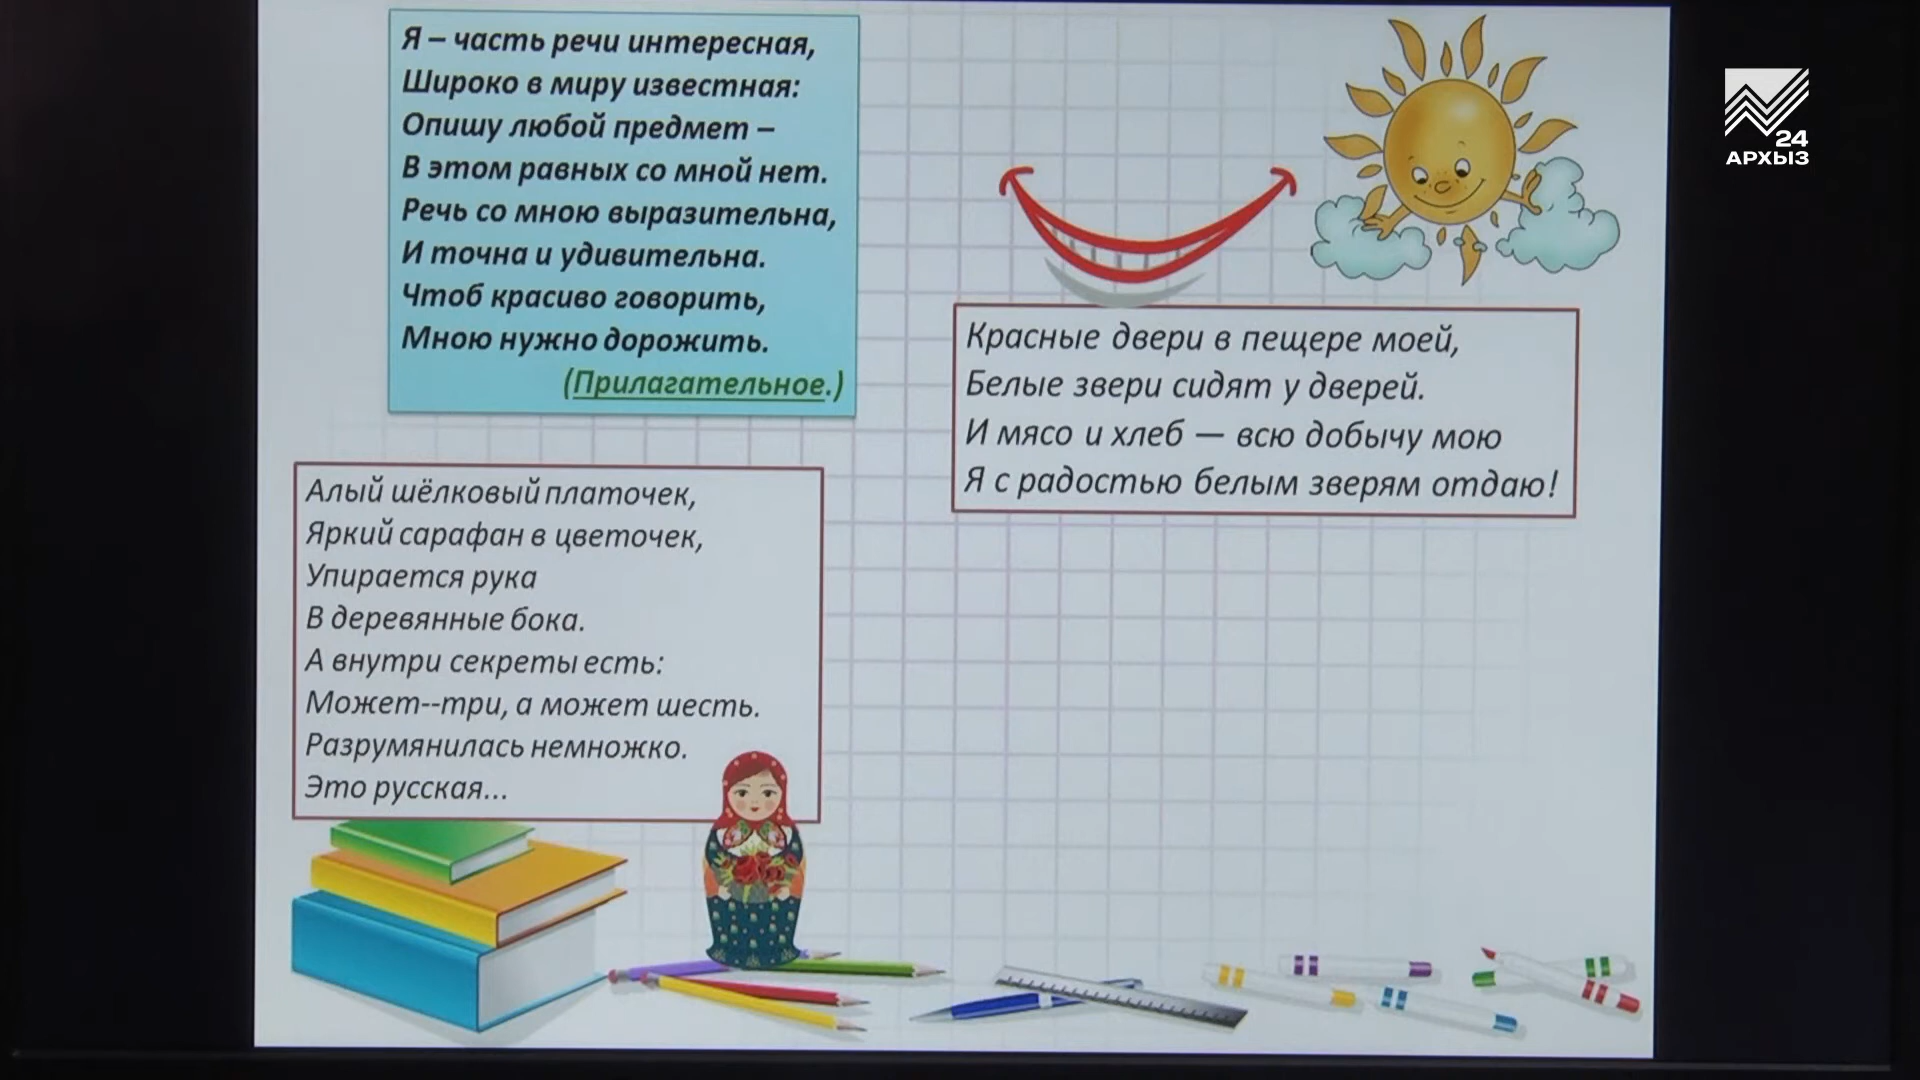 Я – часть речи интересная,
Широко в миру известная:
Опишу любой предмет –
В этом равных со мной нет.
Речь со мною выразительна,
И точна и удивительна.
Чтоб красиво говорить,
Мною нужно дорожить.
(Прилагательное.)
Красные двери в пещере моей,
Белые звери сидят у дверей.
И мясо и хлеб — всю добычу мою
Я с радостью белым зверям отдаю!
Алый шёлковый платочек,
Яркий сарафан в цветочек,
Упирается рука
В деревянные бока.
А внутри секреты есть:
Может--три, а может шесть.
Разрумянилась немножко.
Это русская...
24
АРХЫЗ